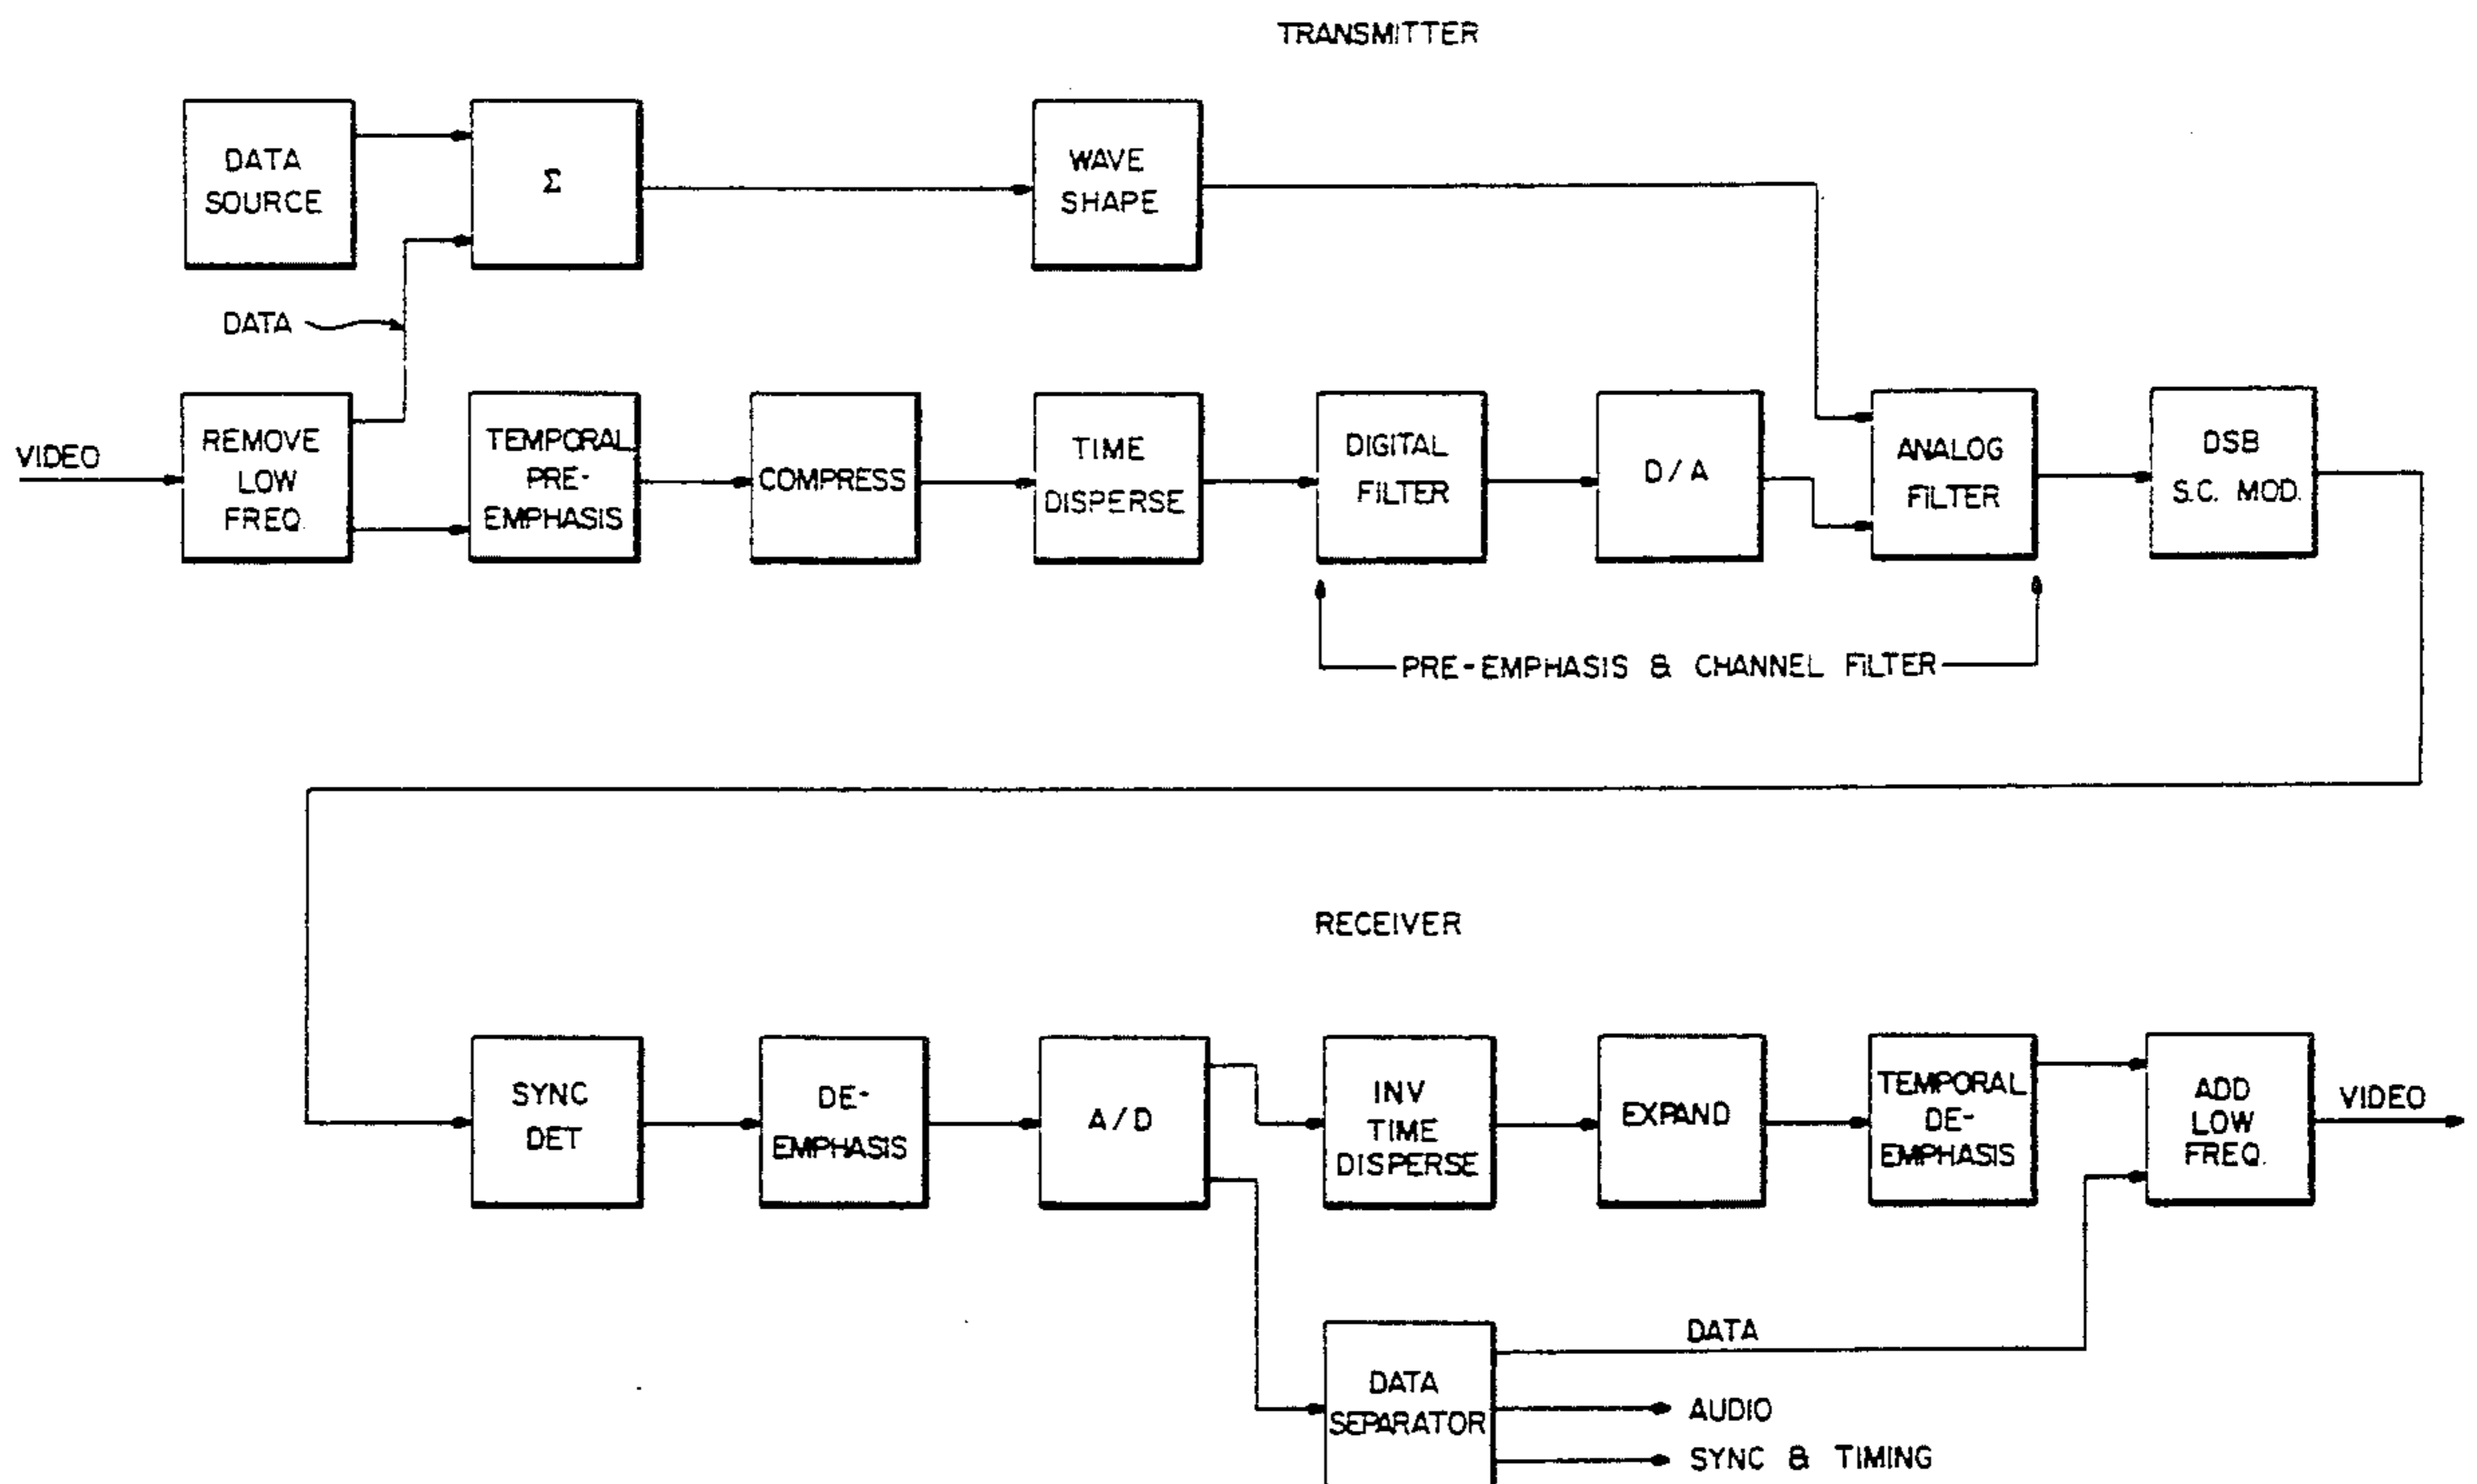 TRANSMITTER
DATA
SOURCE
Σ
WAVE
SHAPE
DATA
VIDEO
REMOVE
LOW
FREQ.
TEMPORAL
PRE-
EMPHASIS
COMPRESS
TIME
DISPERSE
DIGITAL
FILTER
D/A
ANALOG
FILTER
DSB
S.C. MOD.
PRE-EMPHASIS & CHANNEL FILTER
RECEIVER
SYNC
DET
DE-
EMPHASIS
A/D
INV
TIME
DISPERSE
EXPAND
TEMPORAL
DE-
EMPHASIS
ADD
LOW
FREQ.
VIDEO
DATA
SEPARATOR
DATA
AUDIO
SYNC & TIMING